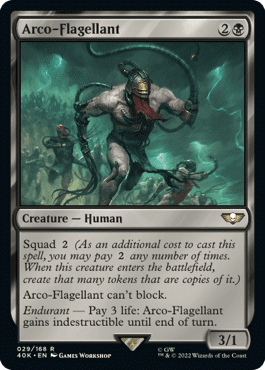 Arco-Flagellant 2
Creature — Human
Squad 2 (As an additional cost to cast this
spell, you may pay 2 any number of times.
When this creature enters the battlefield,
create that many tokens that are copies of it.)
Arco-Flagellant can't block.
Endurant — Pay 3 life: Arco-Flagellant
gains indestructible until end of turn.
3/1
029/168 R
40K • EN Games Workshop
© GW
™ & © 2022 Wizards of the Coast